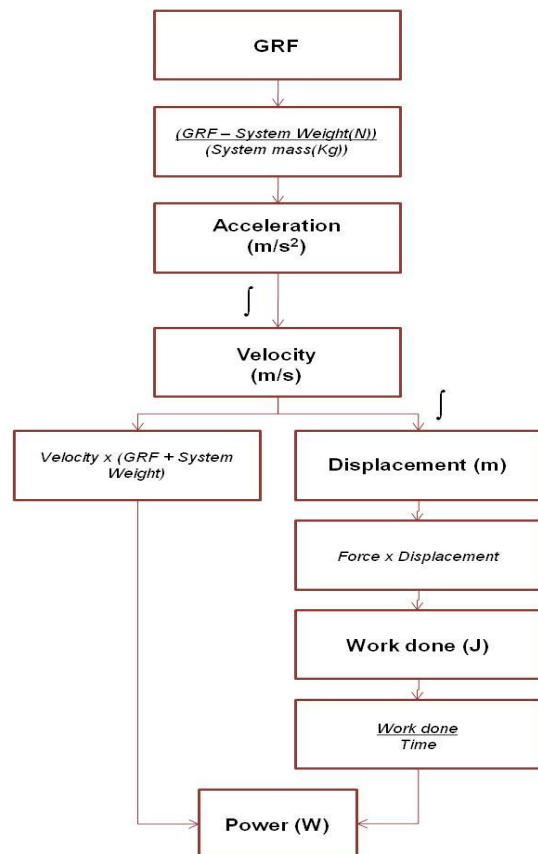 GRF
(GRF – System Weight(N))
(System mass(Kg))
Acceleration
(m/s²)
∫
Velocity
(m/s)
∫
Velocity x (GRF + System
Weight)
Displacement (m)
Force x Displacement
Work done (J)
Work done
Time
Power (W)